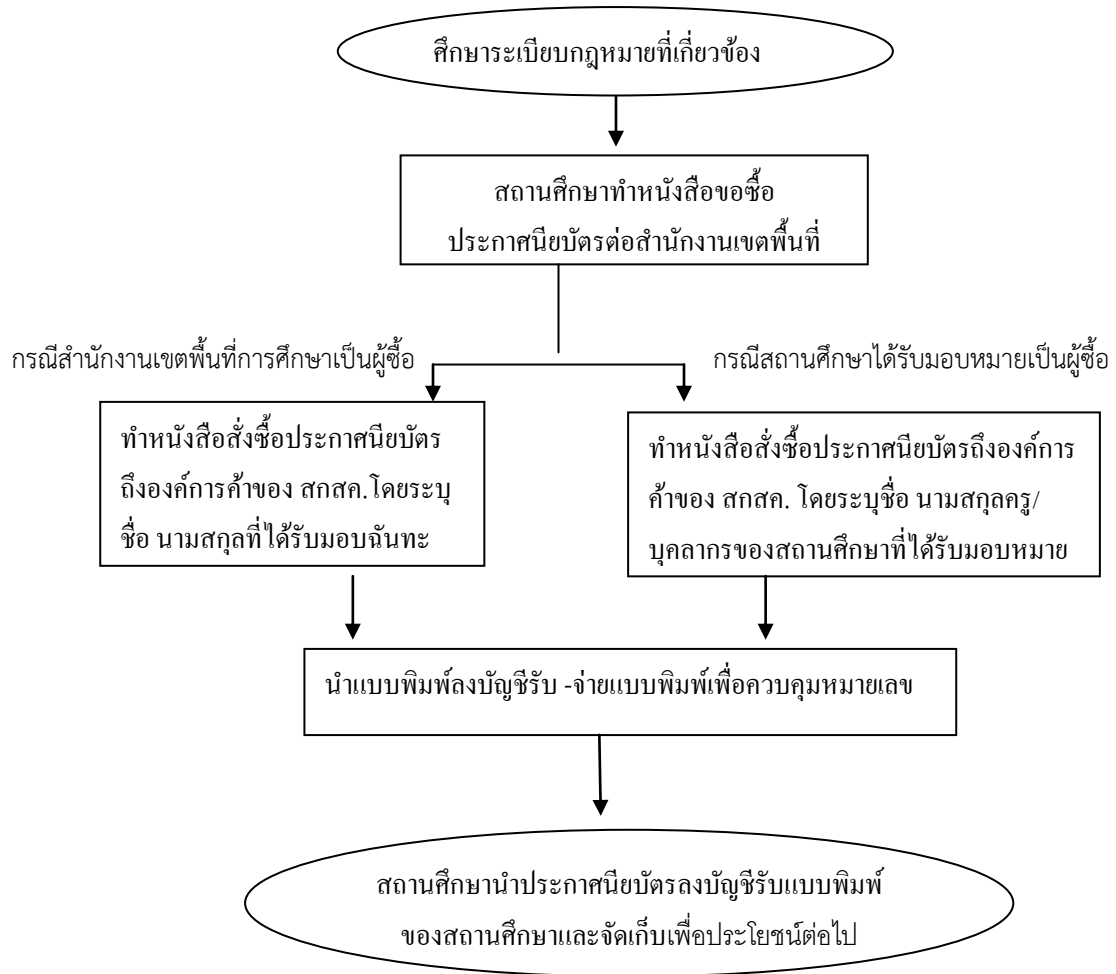 ศึกษาระเบียบกฎหมายที่เกี่ยวข้อง
สถานศึกษาทำหนังสือขอซื้อ
ประกาศนียบัตรต่อสำนักงานเขตพื้นที่
กรณีสำนักงานเขตพื้นที่การศึกษาเป็นผู้ซื้อ
กรณีสถานศึกษาได้รับมอบหมายเป็นผู้ซื้อ
ทำหนังสือสั่งซื้อประกาศนียบัตร
ถึงองค์การค้าของ สกสค.โดยระบุ
ชื่อ นามสกุลที่ได้รับมอบฉันทะ
ทำหนังสือสั่งซื้อประกาศนียบัตรถึงองค์การ
ค้าของ สกสค. โดยระบุชื่อ นามสกุลครู/
บุคลากรของสถานศึกษาที่ได้รับมอบหมาย
นำแบบพิมพ์ลงบัญชีรับ -จ่ายแบบพิมพ์เพื่อควบคุมหมายเลข
สถานศึกษานำประกาศนียบัตรลงบัญชีรับแบบพิมพ์
ของสถานศึกษาและจัดเก็บเพื่อประโยชน์ต่อไป